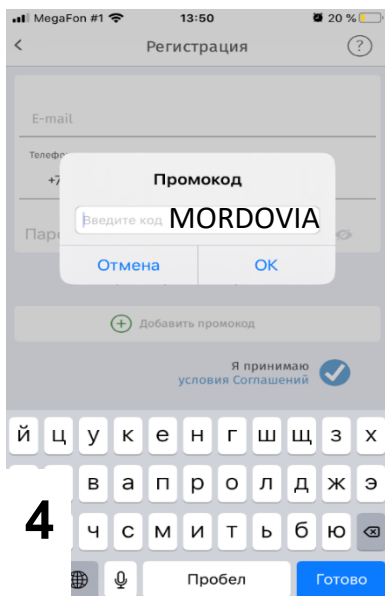 MegaFon #1 13:50 20 %
Регистрация ?
E-mail
Телефо
+7
Промокод
Введите код MORDOVIA
Паро
Отмена OK
Добавить промокод
Я принимаю
условия Соглашений
й ц у к е н г ш щ з х
в а п р о л д ж э
4 ч с м и т ь б ю
Пробел Готово